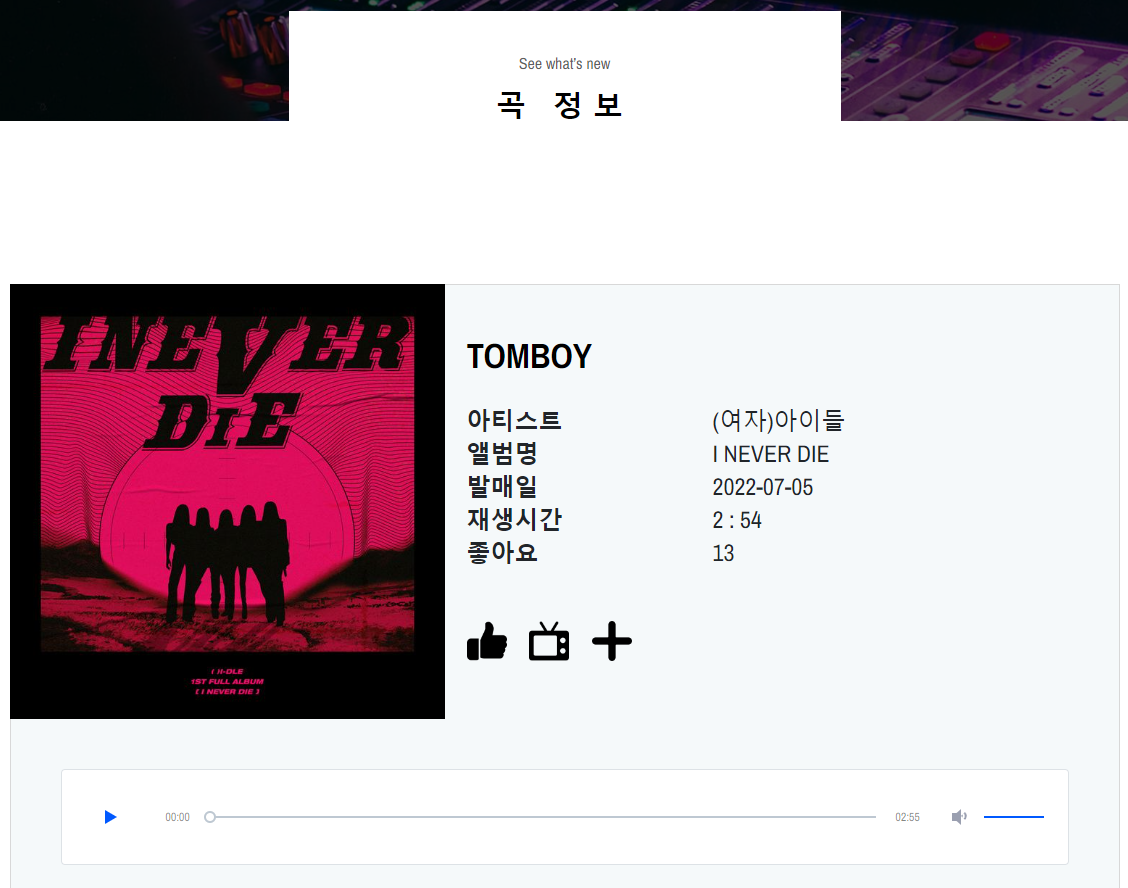 See what's new
곡 정보
I NEVER
DIE
( )I-DLE
1ST FULL ALBUM
[ I NEVER DIE ]
TOMBOY
아티스트 (여자)아이들
앨범명 I NEVER DIE
발매일 2022-07-05
재생시간 2 : 54
좋아요 13
00:00 02:55